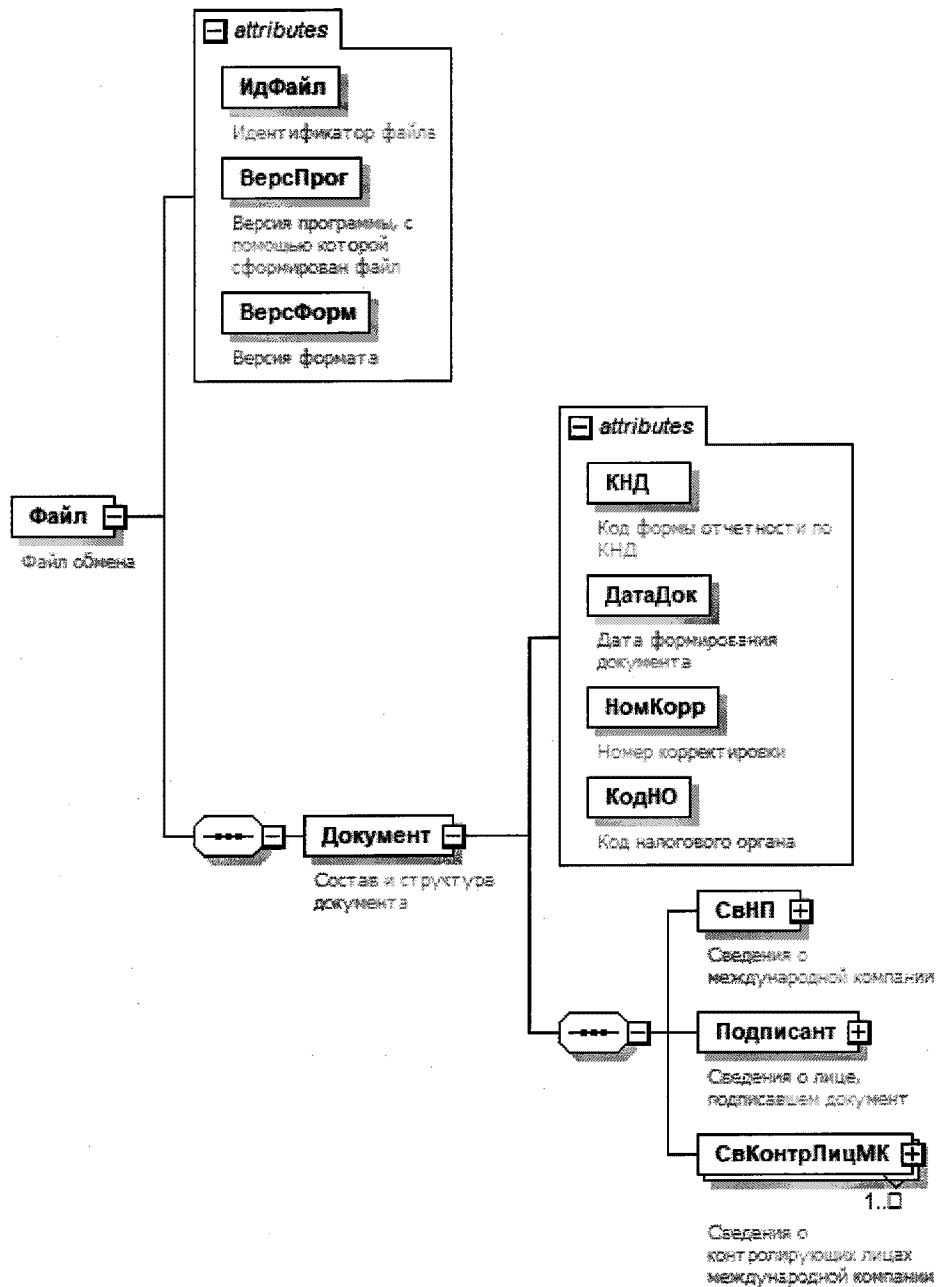 attributes
ИдФайл
Идентификатор файла
ВерсПрог
Версия программы, с
помощью которой
сформирован файл
ВерсФорм
Версия формата
attributes
КНД
Код формы отчетности по
КНД
ДатаДок
Дата формирования
документа
НомКорр
Номер корректировки
КодНО
Код налогового органа
Файл
Файл обмена
Документ
Состав и структура
документа
СвНП
Сведения о
международной компании
Подписант
Сведения о лице,
подписавшем документ
СвКонтрЛицМК
1..□
Сведения о
контролирующих лицах
международной компании